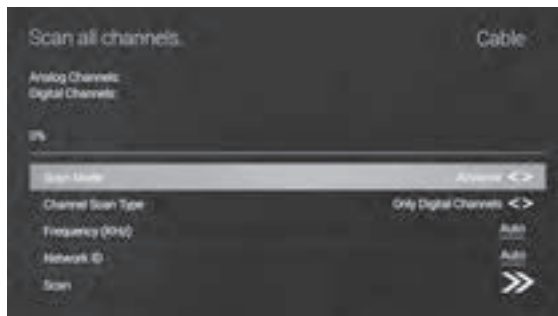 Scan all channels. Cable
Analog Channels:
Digital Channels:
0%
Scan Mode Advance <>
Channel Scan Type Only Digital Channels <>
Frequency (KHz) Auto
Network ID Auto
Scan >>